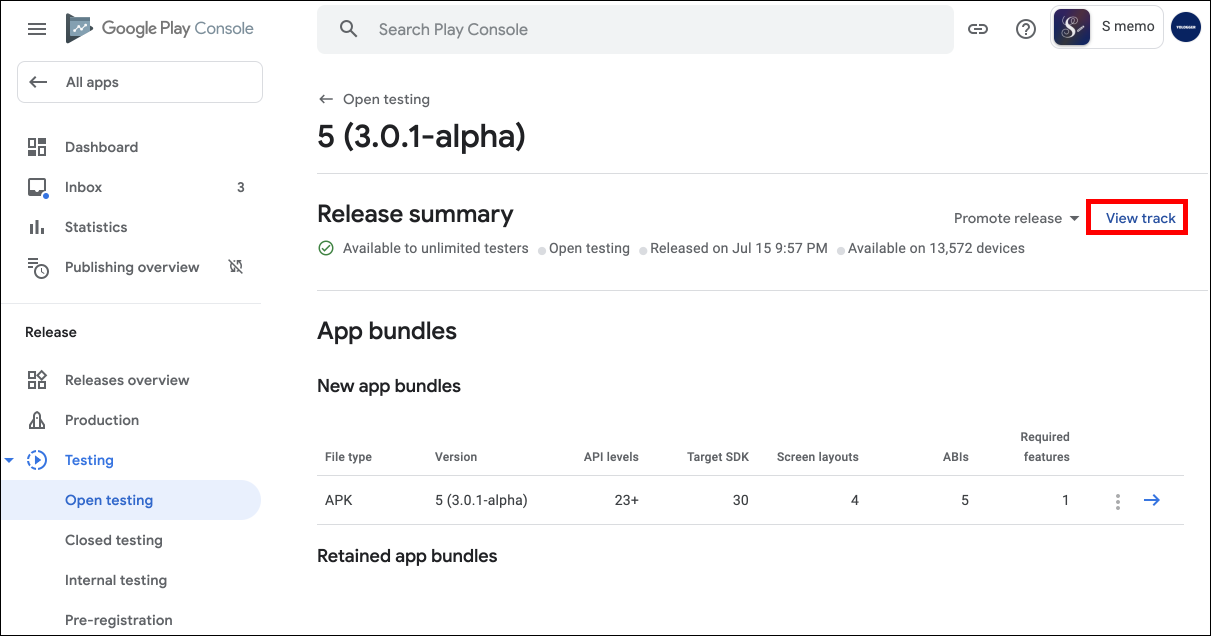 Google Play Console
Search Play Console
S memo
YOLOGGER
All apps
Dashboard
Inbox 3
Statistics
Publishing overview
Release
Releases overview
Production
Testing
Open testing
Closed testing
Internal testing
Pre-registration
Open testing
5 (3.0.1-alpha)
Release summary
Promote release
View track
Available to unlimited testers Open testing Released on Jul 15 9:57 PM Available on 13,572 devices
App bundles
New app bundles
File type Version API levels Target SDK Screen layouts ABIs Required features
APK 5 (3.0.1-alpha) 23+ 30 4 5 1
Retained app bundles